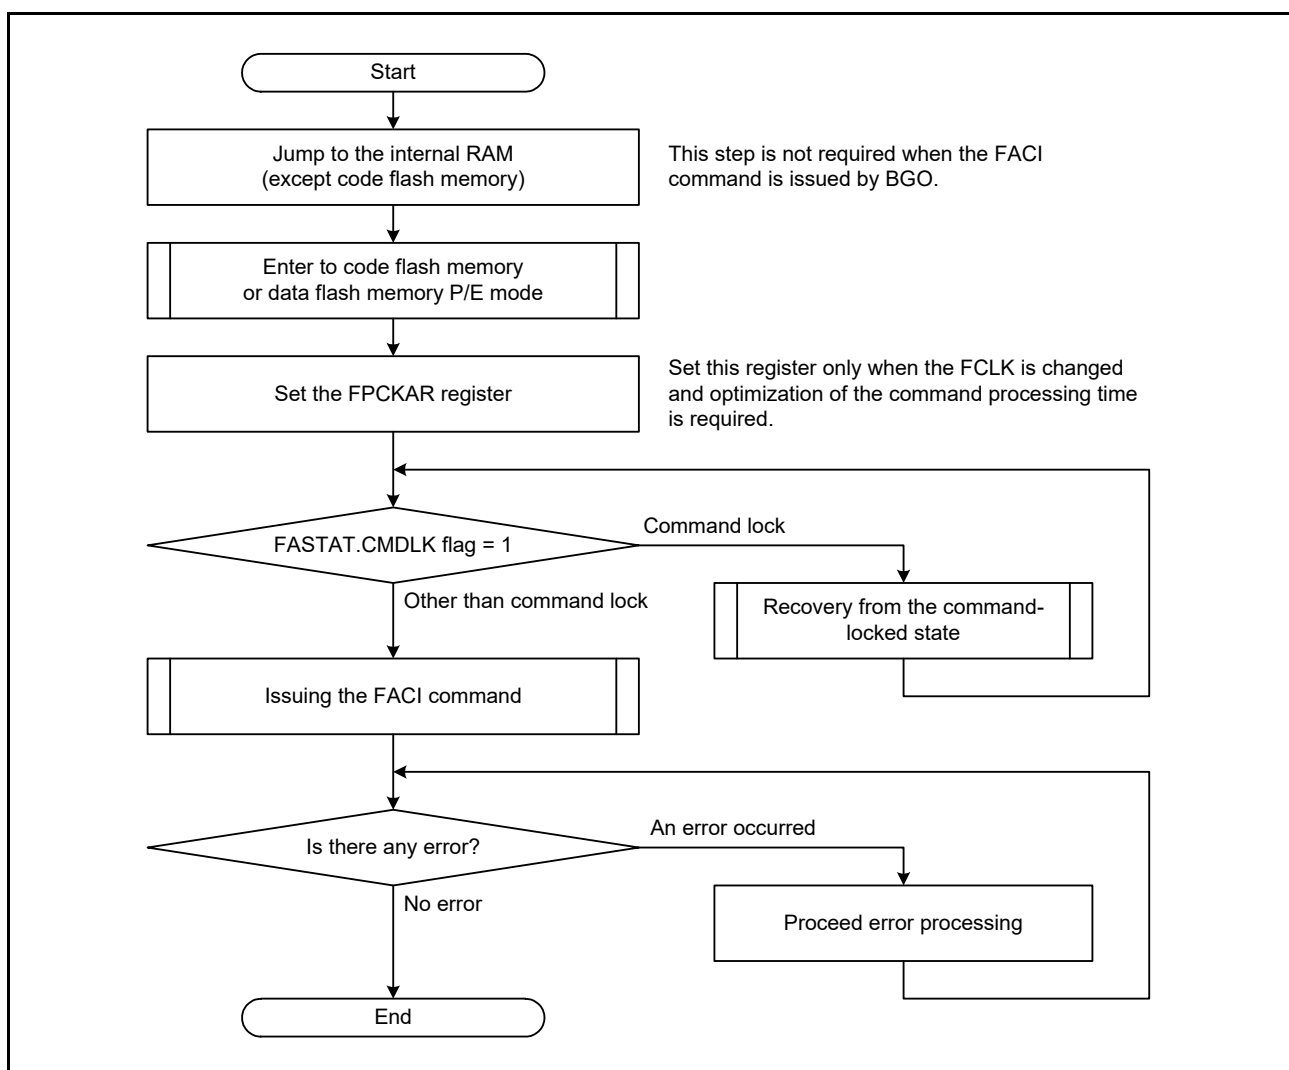 Start
Jump to the internal RAM
(except code flash memory)
This step is not required when the FACI
command is issued by BGO.
Enter to code flash memory
or data flash memory P/E mode
Set the FPCKAR register
Set this register only when the FCLK is changed
and optimization of the command processing time
is required.
FASTAT.CMDLK flag = 1
Command lock
Other than command lock
Recovery from the command-
locked state
Issuing the FACI command
Is there any error?
An error occurred
No error
Proceed error processing
End